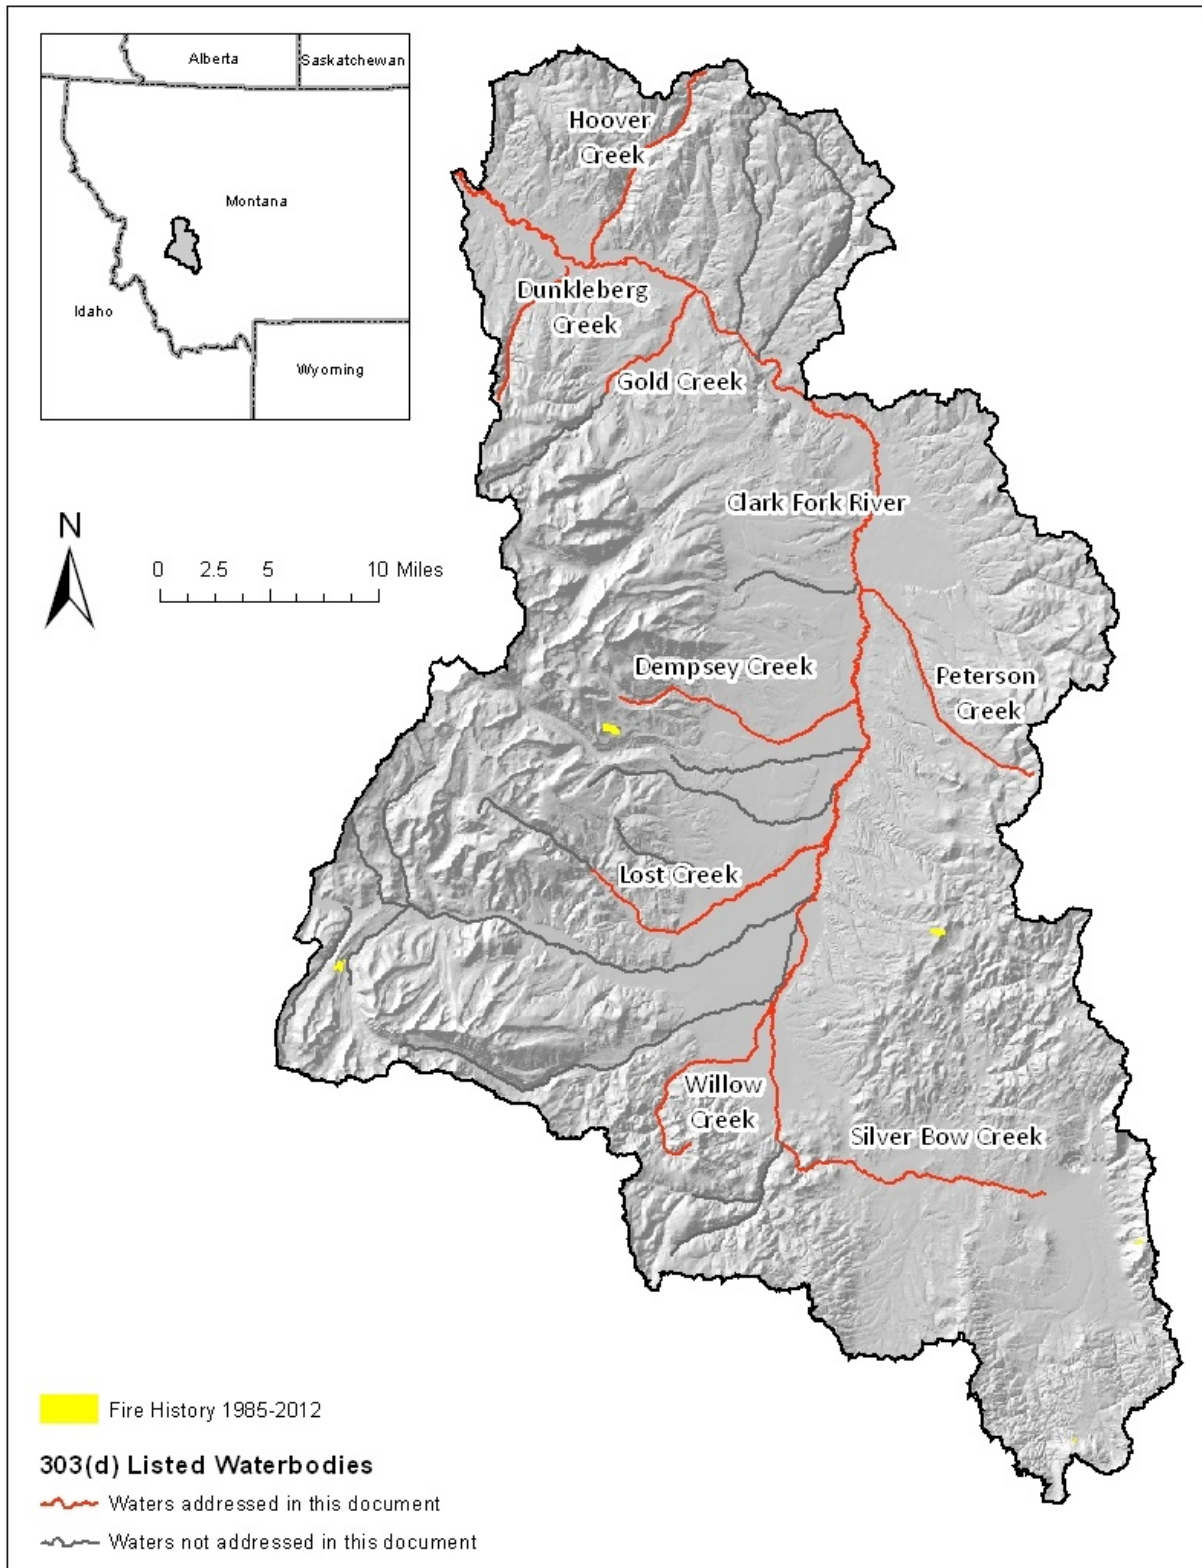 Alberta
Saskatchewan
Montana
Idaho
Wyoming
N
0 2.5 5 10 Miles
Hoover
Creek
Dunkleberg
Creek
Gold Creek
Clark Fork River
Dempsey Creek
Peterson
Creek
Lost Creek
Willow
Creek
Silver Bow Creek
Fire History 1985-2012
303(d) Listed Waterbodies
Waters addressed in this document
Waters not addressed in this document